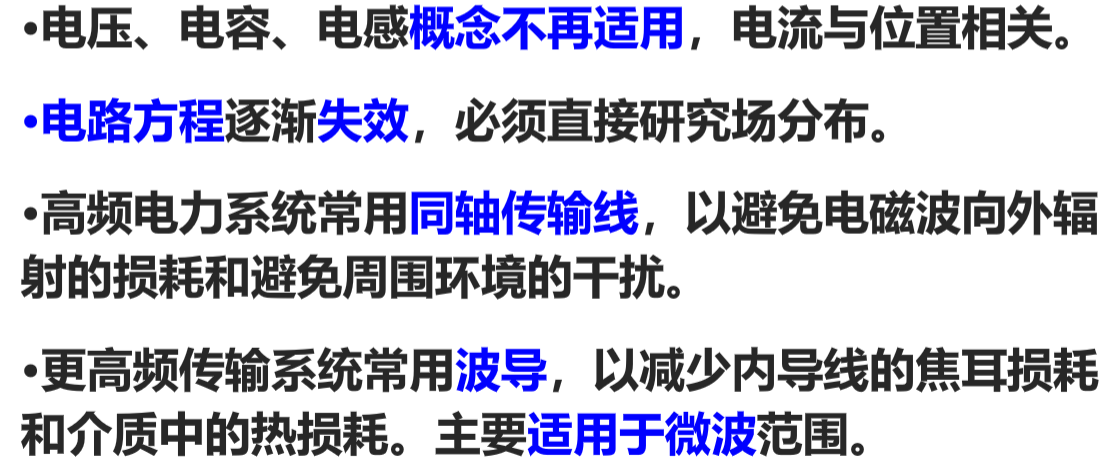 •电压、电容、电感概念不再适用，电流与位置相关。
•电路方程逐渐失效，必须直接研究场分布。
•高频电力系统常用同轴传输线，以避免电磁波向外辐
射的损耗和避免周围环境的干扰。
•更高频传输系统常用波导，以减少内导线的焦耳损耗
和介质中的热损耗。主要适用于微波范围。